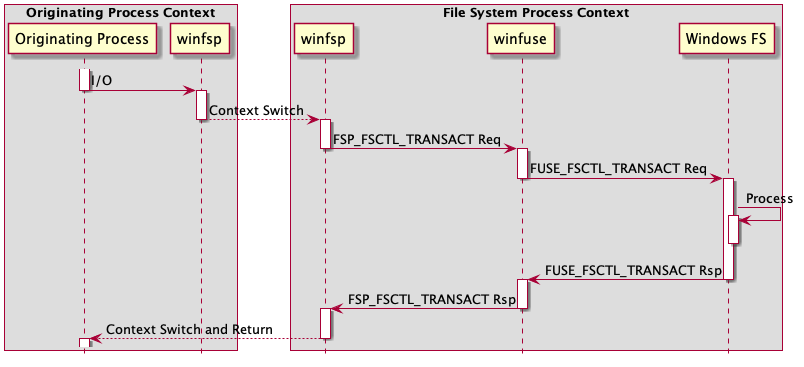 Originating Process Context
File System Process Context
Originating Process
winfsp
winfsp
winfuse
Windows FS
I/O
Context Switch
FSP_FSCTL_TRANSACT Req
FUSE_FSCTL_TRANSACT Req
Process
FUSE_FSCTL_TRANSACT Rsp
FSP_FSCTL_TRANSACT Rsp
Context Switch and Return